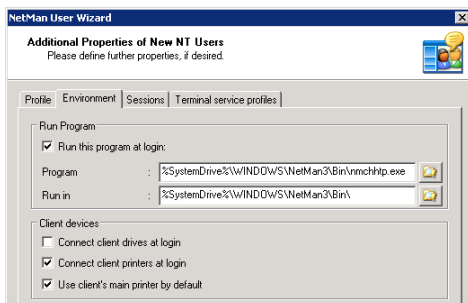 NetMan User Wizard
Additional Properties of New NT Users
Please define further properties, if desired.
Profile Environment Sessions Terminal service profiles
Run Program
Run this program at login:
Program : %SystemDrive%\WINDOWS\NetMan3\Bin\nmchhtp.exe
Run in : %SystemDrive%\WINDOWS\NetMan3\Bin\
Client devices
Connect client drives at login
Connect client printers at login
Use client's main printer by default